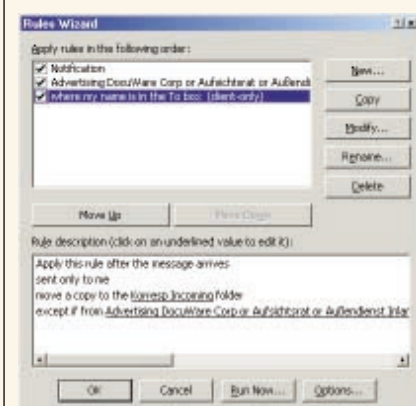 Rules Wizard
Apply rules in the following order:
Notification
Advertising DocuWare Corp or Aufsichtsrat or Außendi
where my name is in the To box (client-only)
New...
Copy
Modify...
Rename...
Delete
Move Up
Move Down
Rule description (click on an underlined value to edit it):
Apply this rule after the message arrives
sent only to me
move a copy to the Korresp Incoming folder
except if from Advertising DocuWare Corp or Aufsichtsrat or Außendienst Inlan
OK
Cancel
Run Now...
Options...